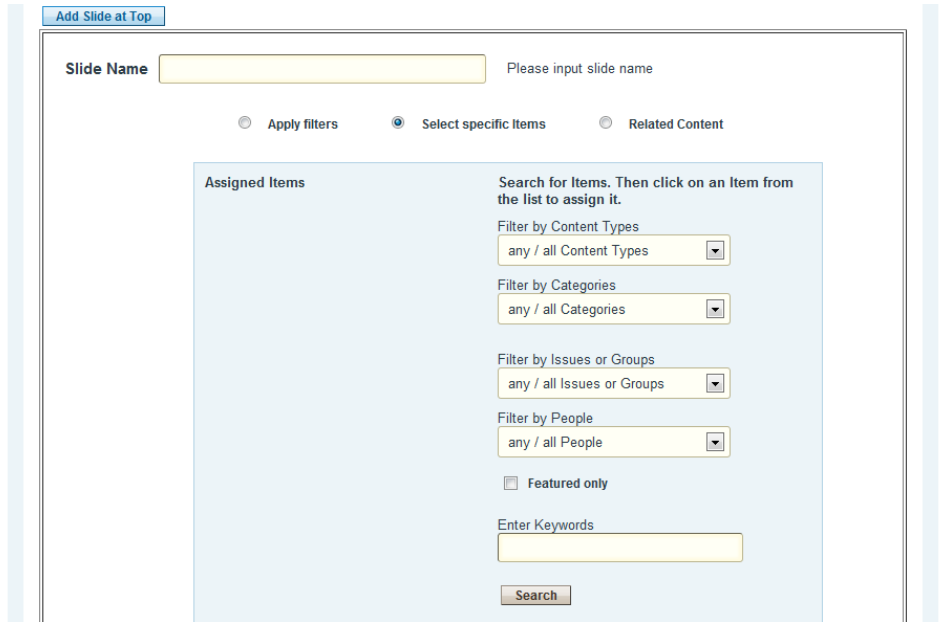 Add Slide at Top
Slide Name Please input slide name
Apply filters Select specific Items Related Content
Assigned Items
Search for Items. Then click on an Item from
the list to assign it.
Filter by Content Types
any / all Content Types
Filter by Categories
any / all Categories
Filter by Issues or Groups
any / all Issues or Groups
Filter by People
any / all People
Featured only
Enter Keywords
Search